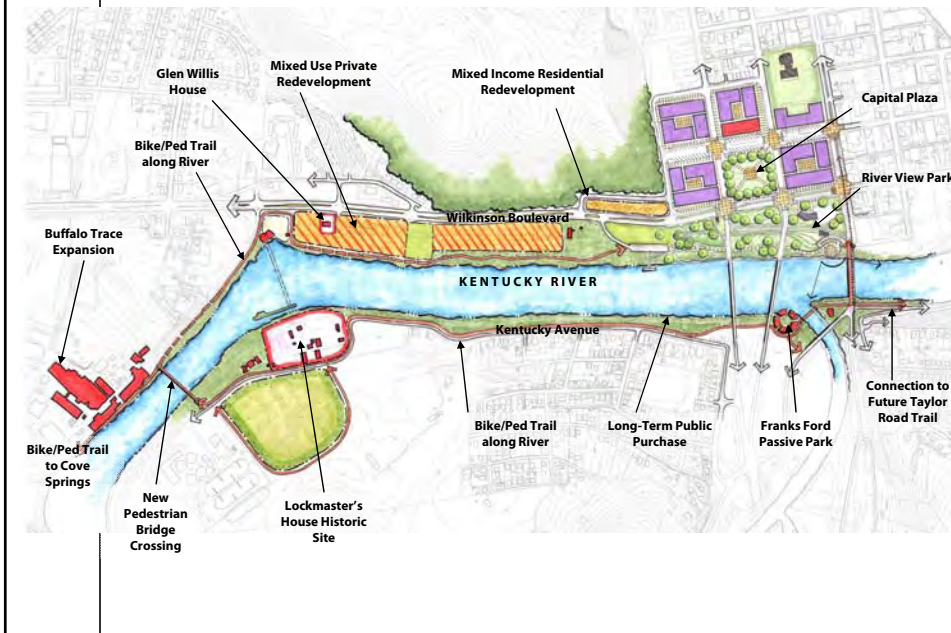 Glen Willis
House
Mixed Use Private
Redevelopment
Mixed Income Residential
Redevelopment
Capital Plaza
Bike/Ped Trail
along River
River View Park
Wilkinson Boulevard
Buffalo Trace
Expansion
KENTUCKY RIVER
Kentucky Avenue
Bike/Ped Trail
to Cove
Springs
New
Pedestrian
Bridge
Crossing
Lockmaster's
House Historic
Site
Bike/Ped Trail
along River
Long-Term Public
Purchase
Franks Ford
Passive Park
Connection to
Future Taylor
Road Trail